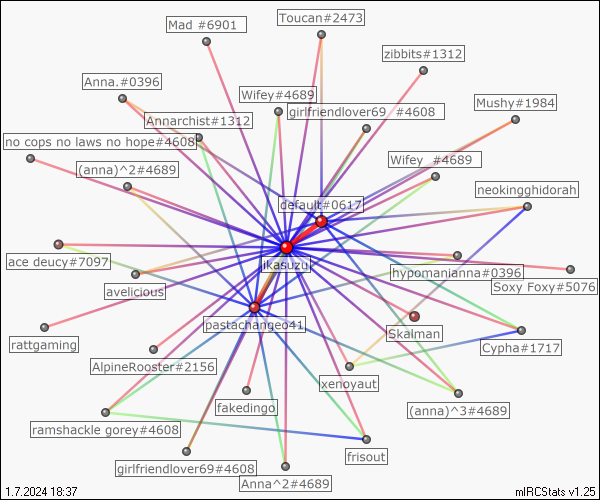 Toucan#2473
Mad #6901
zibbits#1312
Anna.#0396
Wifey#4689
girlfriendlover69 #4608
Mushy#1984
Annarchist#1312
no cops no laws no hope#4608
Wifey #4689
(anna)^2#4689
neokingghidorah
default#0617
ikasuzu
ace deucy#7097
hypomanianna#0396
avelicious
Soxy Foxy#5076
pastachangeo41
rattgaming
Skalman
Cypha#1717
AlpineRooster#2156
xenoyaut
fakedingo
(anna)^3#4689
ramshackle gorey#4608
frisout
girlfriendlover69#4608
Anna^2#4689
1.7.2024 18:37
mIRCStats v1.25